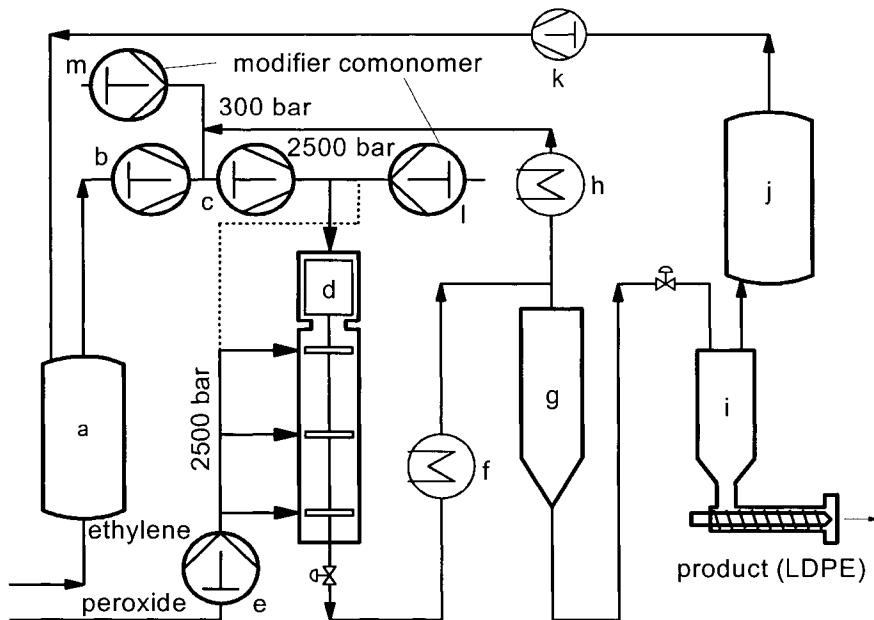 m
modifier comonomer
k
300 bar
2500 bar
b
c
l
h
j
d
2500 bar
a
g
i
f
ethylene
peroxide
e
product (LDPE)